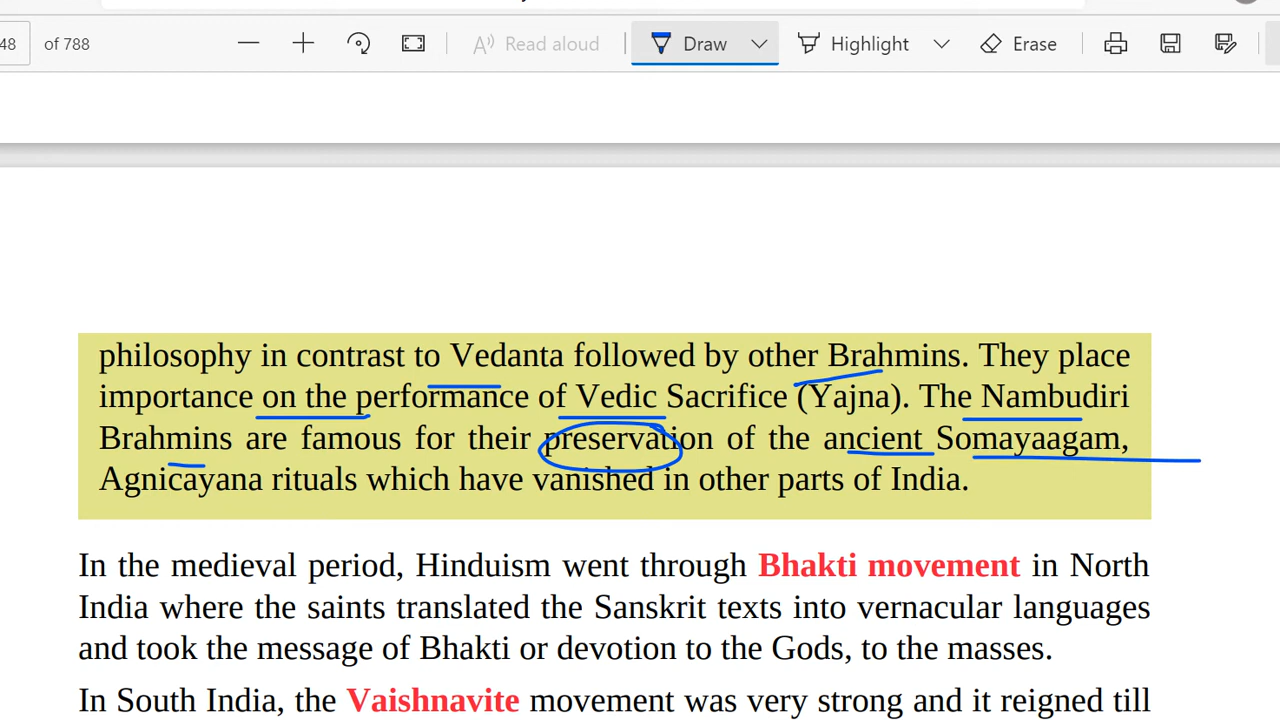 48 of 788 Read aloud Draw Highlight Erase
philosophy in contrast to Vedanta followed by other Brahmins. They place
importance on the performance of Vedic Sacrifice (Yajna). The Nambudiri
Brahmins are famous for their preservation of the ancient Somayaagam,
Agnicayana rituals which have vanished in other parts of India.
In the medieval period, Hinduism went through Bhakti movement in North
India where the saints translated the Sanskrit texts into vernacular languages
and took the message of Bhakti or devotion to the Gods, to the masses.
In South India, the Vaishnavite movement was very strong and it reigned till